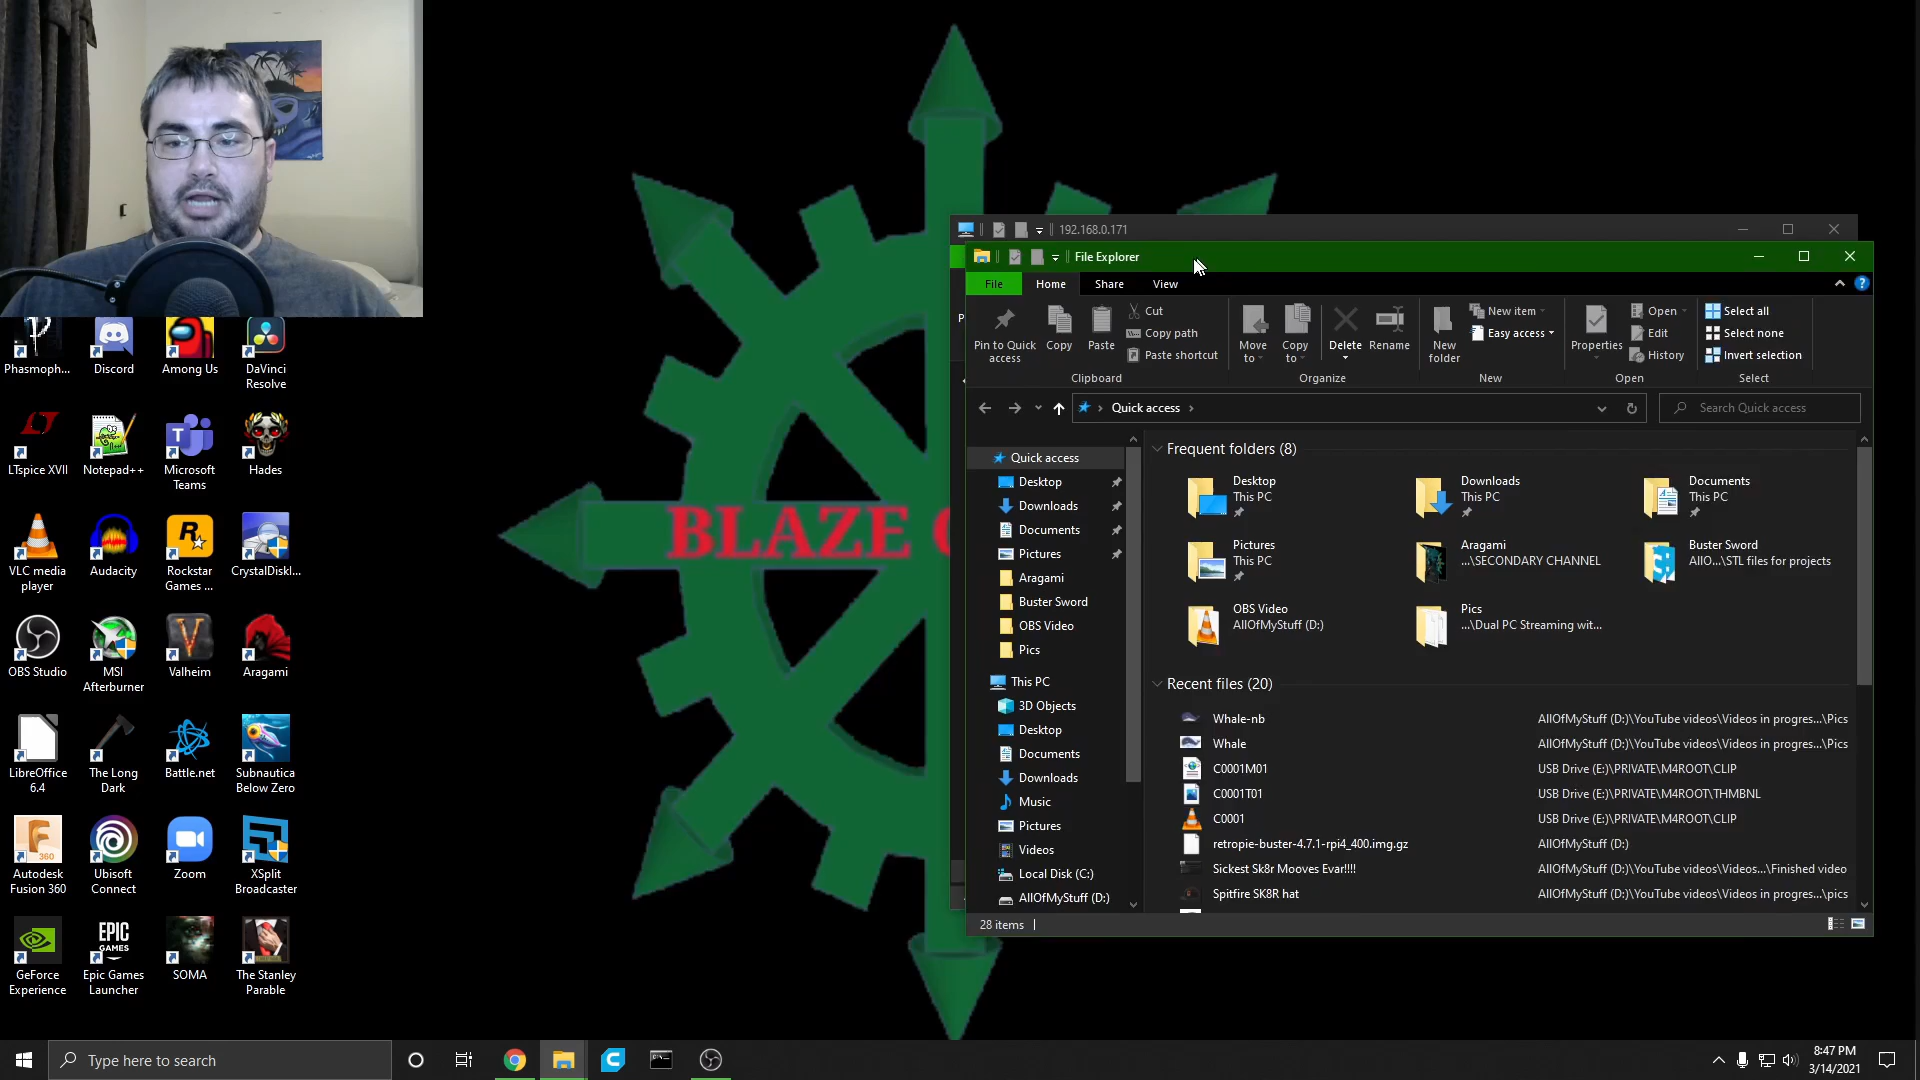 192.168.0.171
File Explorer
File
Home
Share
View
Pin to Quick access
Copy
Paste
Cut
Copy path
Paste shortcut
Clipboard
Move to
Copy to
Delete
Rename
Organize
New folder
New item
Easy access
New
Properties
Open
Edit
History
Open
Select all
Select none
Invert selection
Select
Quick access
Search Quick access
Quick access
Desktop
Downloads
Documents
Pictures
Aragami
Buster Sword
OBS Video
Pics
This PC
3D Objects
Desktop
Documents
Downloads
Music
Pictures
Videos
Local Disk (C:)
AllOfMyStuff (D:)
Frequent folders (8)
Desktop
This PC
Downloads
This PC
Documents
This PC
Pictures
This PC
Aragami
...\SECONDARY CHANNEL
Buster Sword
AllO...\STL files for projects
OBS Video
AllOfMyStuff (D:)
Pics
...\Dual PC Streaming wit...
Recent files (20)
Whale-nb AllOfMyStuff (D:)\YouTube videos\Videos in progres...\Pics
Whale AllOfMyStuff (D:)\YouTube videos\Videos in progres...\Pics
C0001M01 USB Drive (E:)\PRIVATE\M4ROOT\CLIP
C0001T01 USB Drive (E:)\PRIVATE\M4ROOT\THMBNL
C0001 USB Drive (E:)\PRIVATE\M4ROOT\CLIP
retropie-buster-4.7.1-rpi4_400.img.gz AllOfMyStuff (D:)
Sickest Sk8r Mooves Evar!!!! AllOfMyStuff (D:)\YouTube videos\Videos...\Finished video
Spitfire SK8R hat AllOfMyStuff (D:)\YouTube videos\Videos in progres...\pics
28 items
BLAZE
Phasmoph...
Discord
Among Us
DaVinci Resolve
LTspice XVII
Notepad++
Microsoft Teams
Hades
VLC media player
Audacity
Rockstar Games ...
CrystalDiskI...
OBS Studio
MSI Afterburner
Valheim
Aragami
LibreOffice 6.4
The Long Dark
Battle.net
Subnautica Below Zero
Autodesk Fusion 360
Ubisoft Connect
Zoom
XSplit Broadcaster
GeForce Experience
EPIC GAMES
Epic Games Launcher
SOMA
The Stanley Parable
Type here to search
8:47 PM
3/14/2021